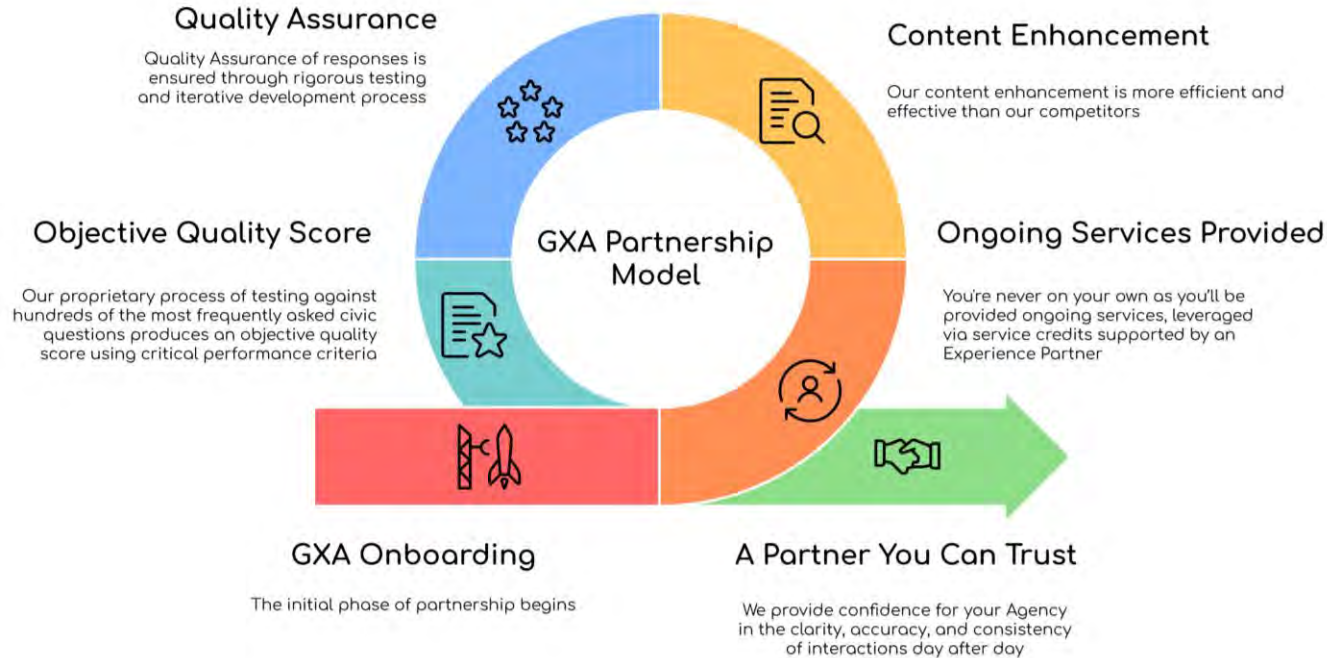 Quality Assurance
Quality Assurance of responses is
ensured through rigorous testing
and iterative development process
Content Enhancement
Our content enhancement is more efficient and
effective than our competitors
Objective Quality Score
Our proprietary process of testing against
hundreds of the most frequently asked civic
questions produces an objective quality
score using critical performance criteria
GXA Partnership
Model
Ongoing Services Provided
You're never on your own as you'll be
provided ongoing services, leveraged
via service credits supported by an
Experience Partner
GXA Onboarding
The initial phase of partnership begins
A Partner You Can Trust
We provide confidence for your Agency
in the clarity, accuracy, and consistency
of interactions day after day